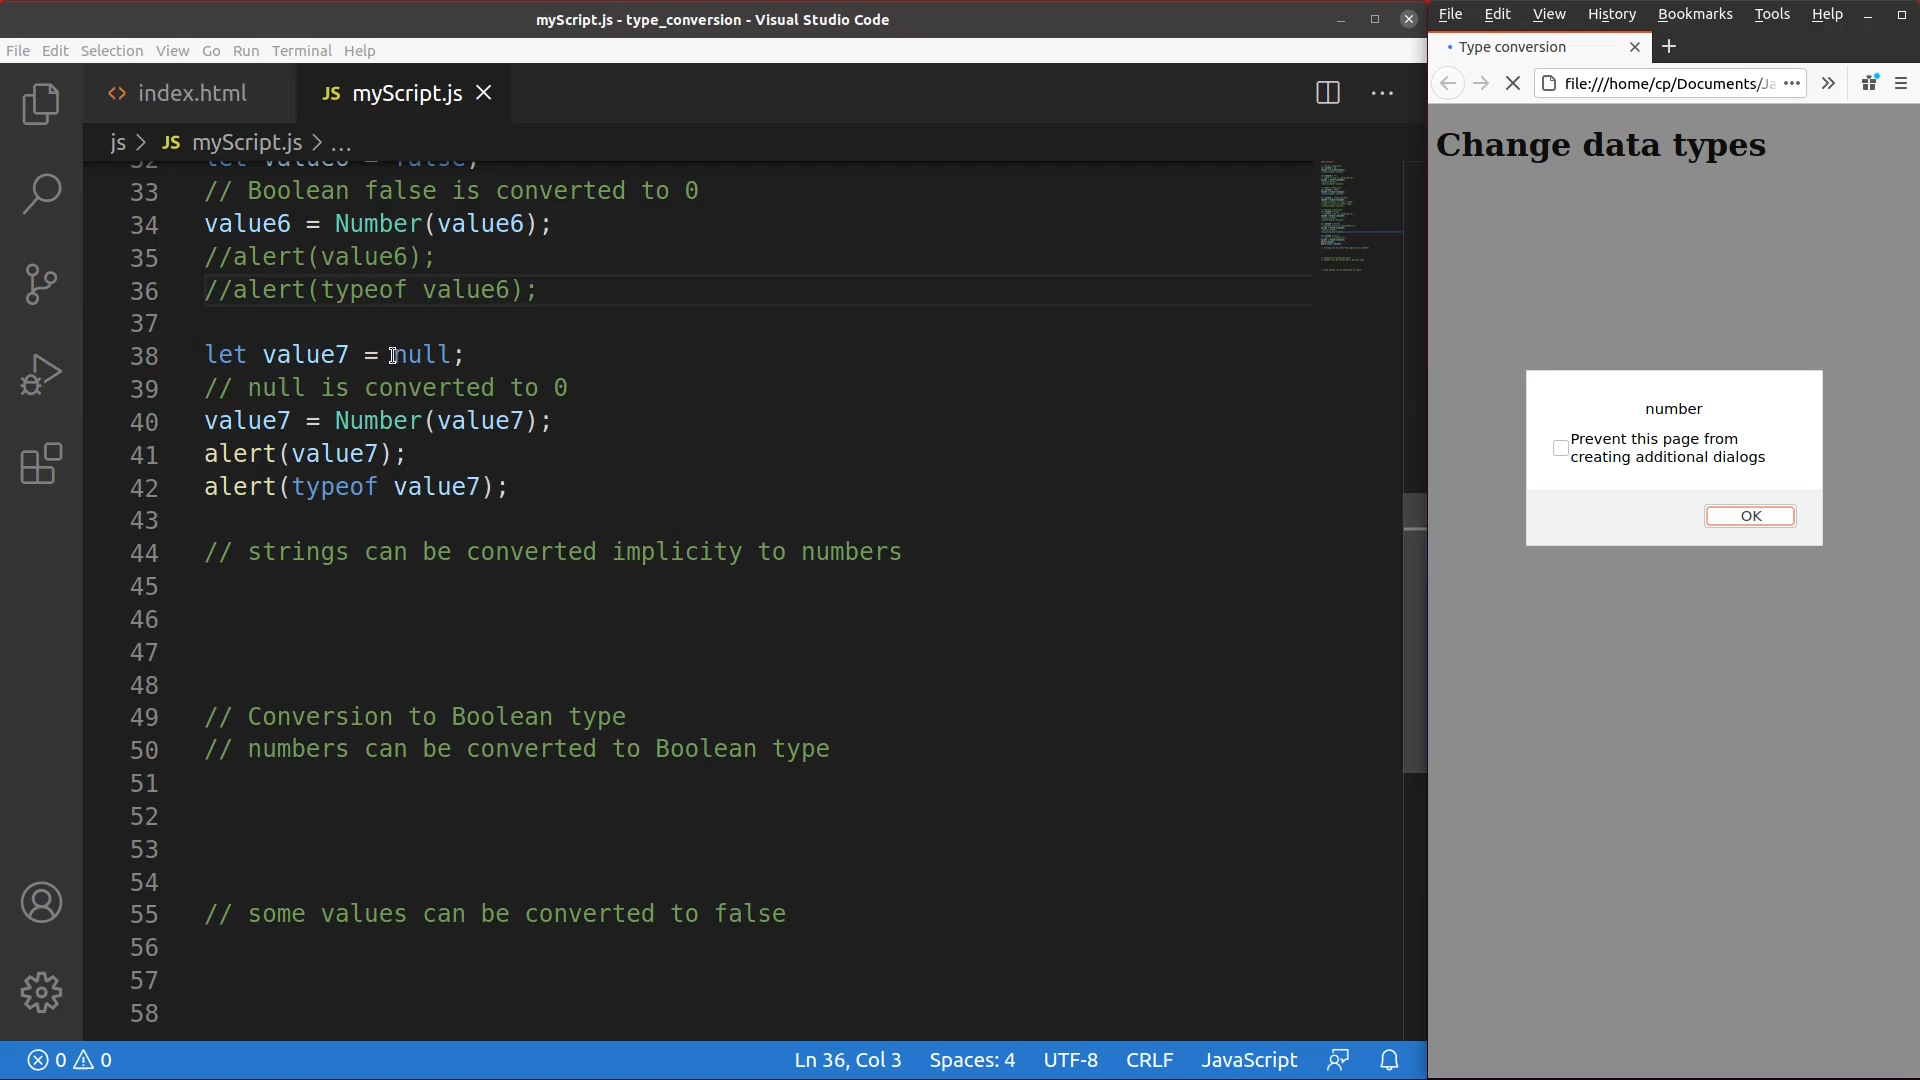 myScript.js - type_conversion - Visual Studio Code
File Edit Selection View Go Run Terminal Help
index.html
JS myScript.js
js > JS myScript.js > ...
32 let value6 = false;
33 // Boolean false is converted to 0
34 value6 = Number(value6);
35 //alert(value6);
36 //alert(typeof value6);
37
38 let value7 = null;
39 // null is converted to 0
40 value7 = Number(value7);
41 alert(value7);
42 alert(typeof value7);
43
44 // strings can be converted implicity to numbers
45
46
47
48
49 // Conversion to Boolean type
50 // numbers can be converted to Boolean type
51
52
53
54
55 // some values can be converted to false
56
57
58
0 0 Ln 36, Col 3 Spaces: 4 UTF-8 CRLF JavaScript
File Edit View History Bookmarks Tools Help
Type conversion
file:///home/cp/Documents/Ja
Change data types
number
Prevent this page from
creating additional dialogs
OK